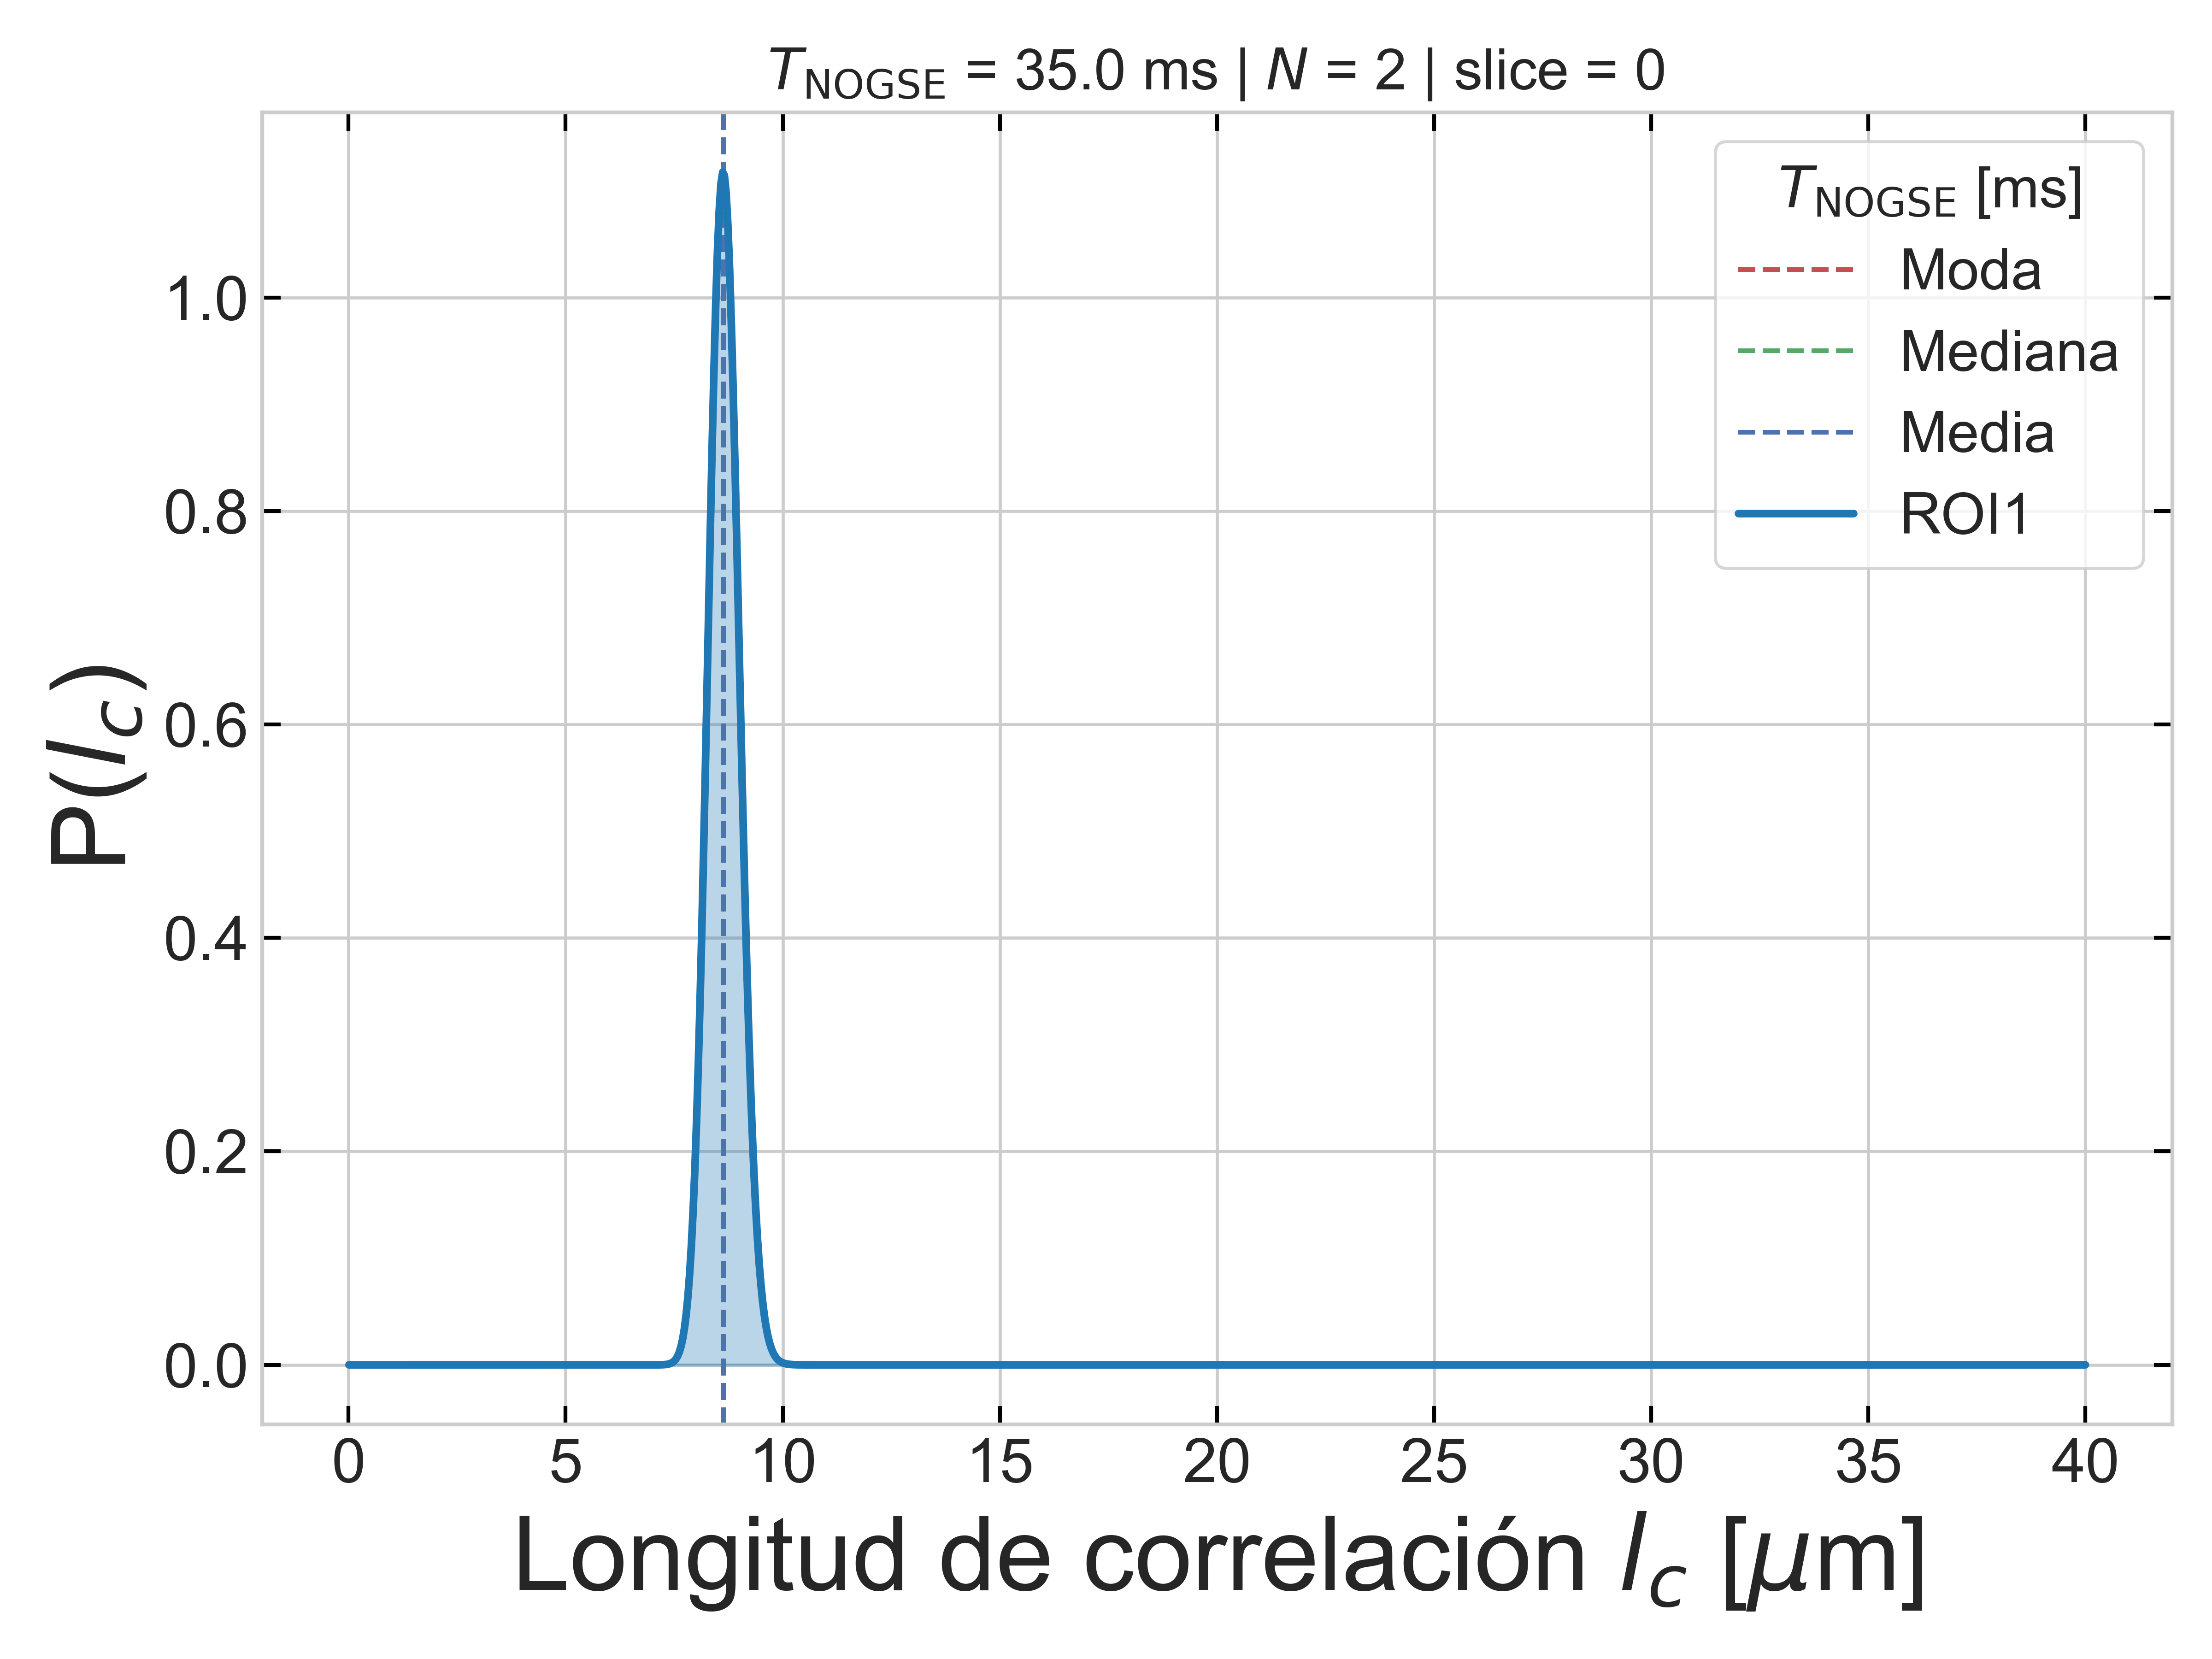 T_NOGSE = 35.0 ms | N = 2 | slice = 0
T_NOGSE [ms]
Moda
Mediana
Media
ROI1
P(l_c)
1.0
0.8
0.6
0.4
0.2
0.0
0 5 10 15 20 25 30 35 40
Longitud de correlación l_c [μm]